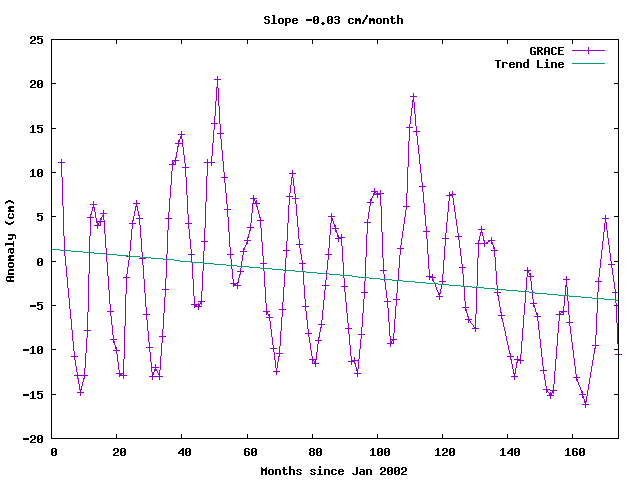 Slope -0.03 cm/month
GRACE
Trend Line
25
20
15
10
5
0
-5
-10
-15
-20
Anomaly (cm)
0 20 40 60 80 100 120 140 160
Months since Jan 2002